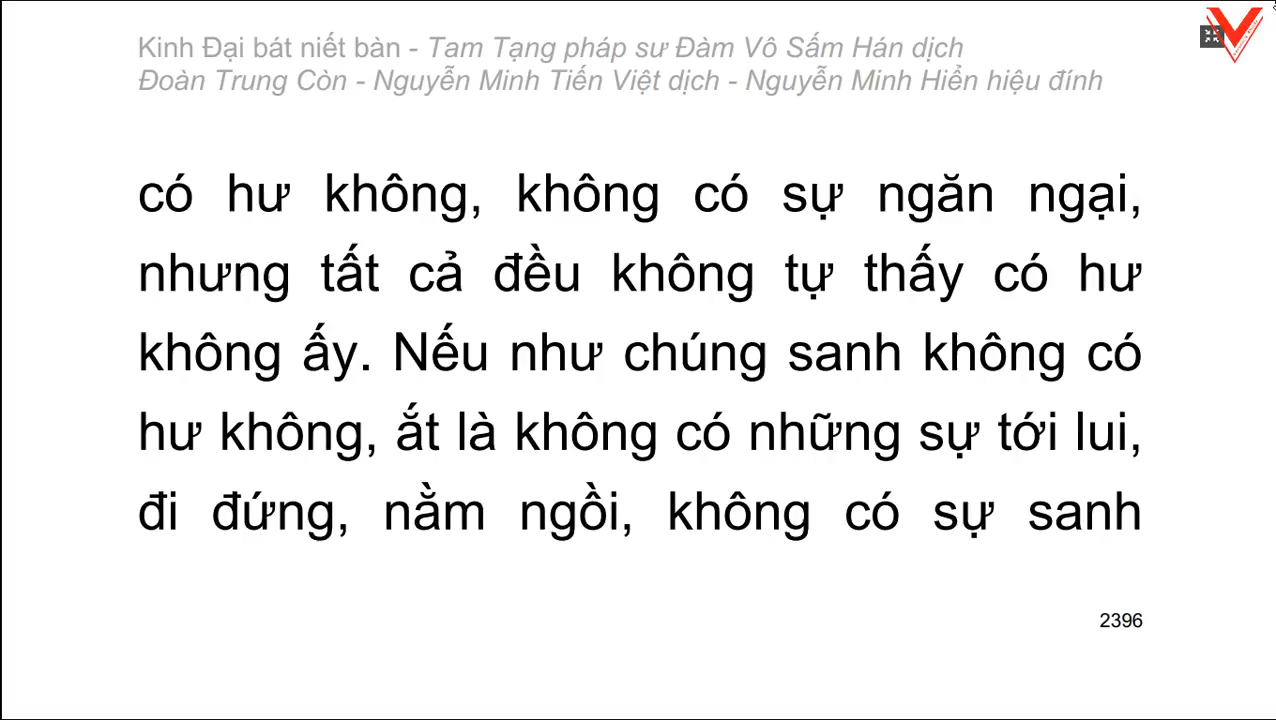 Kinh Đại bát niết bàn - Tam Tạng pháp sư Đàm Vô Sấm Hán dịch
Đoàn Trung Còn - Nguyễn Minh Tiến Việt dịch - Nguyễn Minh Hiển hiệu đính
có hư không, không có sự ngăn ngại,
nhưng tất cả đều không tự thấy có hư
không ấy. Nếu như chúng sanh không có
hư không, ắt là không có những sự tới lui,
đi đứng, nằm ngồi, không có sự sanh
2396